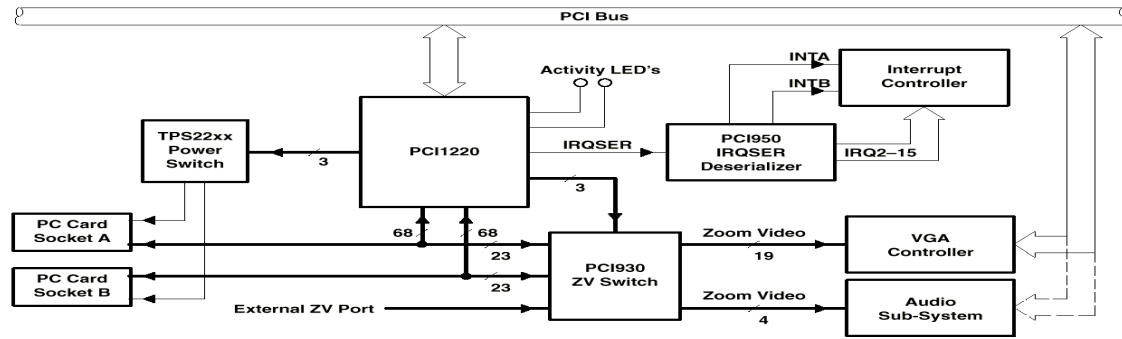 PCI Bus
Activity LED's
INTA
INTB
Interrupt
Controller
TPS22xx
Power
Switch
3
PCI1220
IRQSER
PCI950
IRQSER
Deserializer
IRQ2–15
3
PC Card
Socket A
68
68
23
PCI930
ZV Switch
Zoom Video
19
VGA
Controller
PC Card
Socket B
23
External ZV Port
Zoom Video
4
Audio
Sub-System